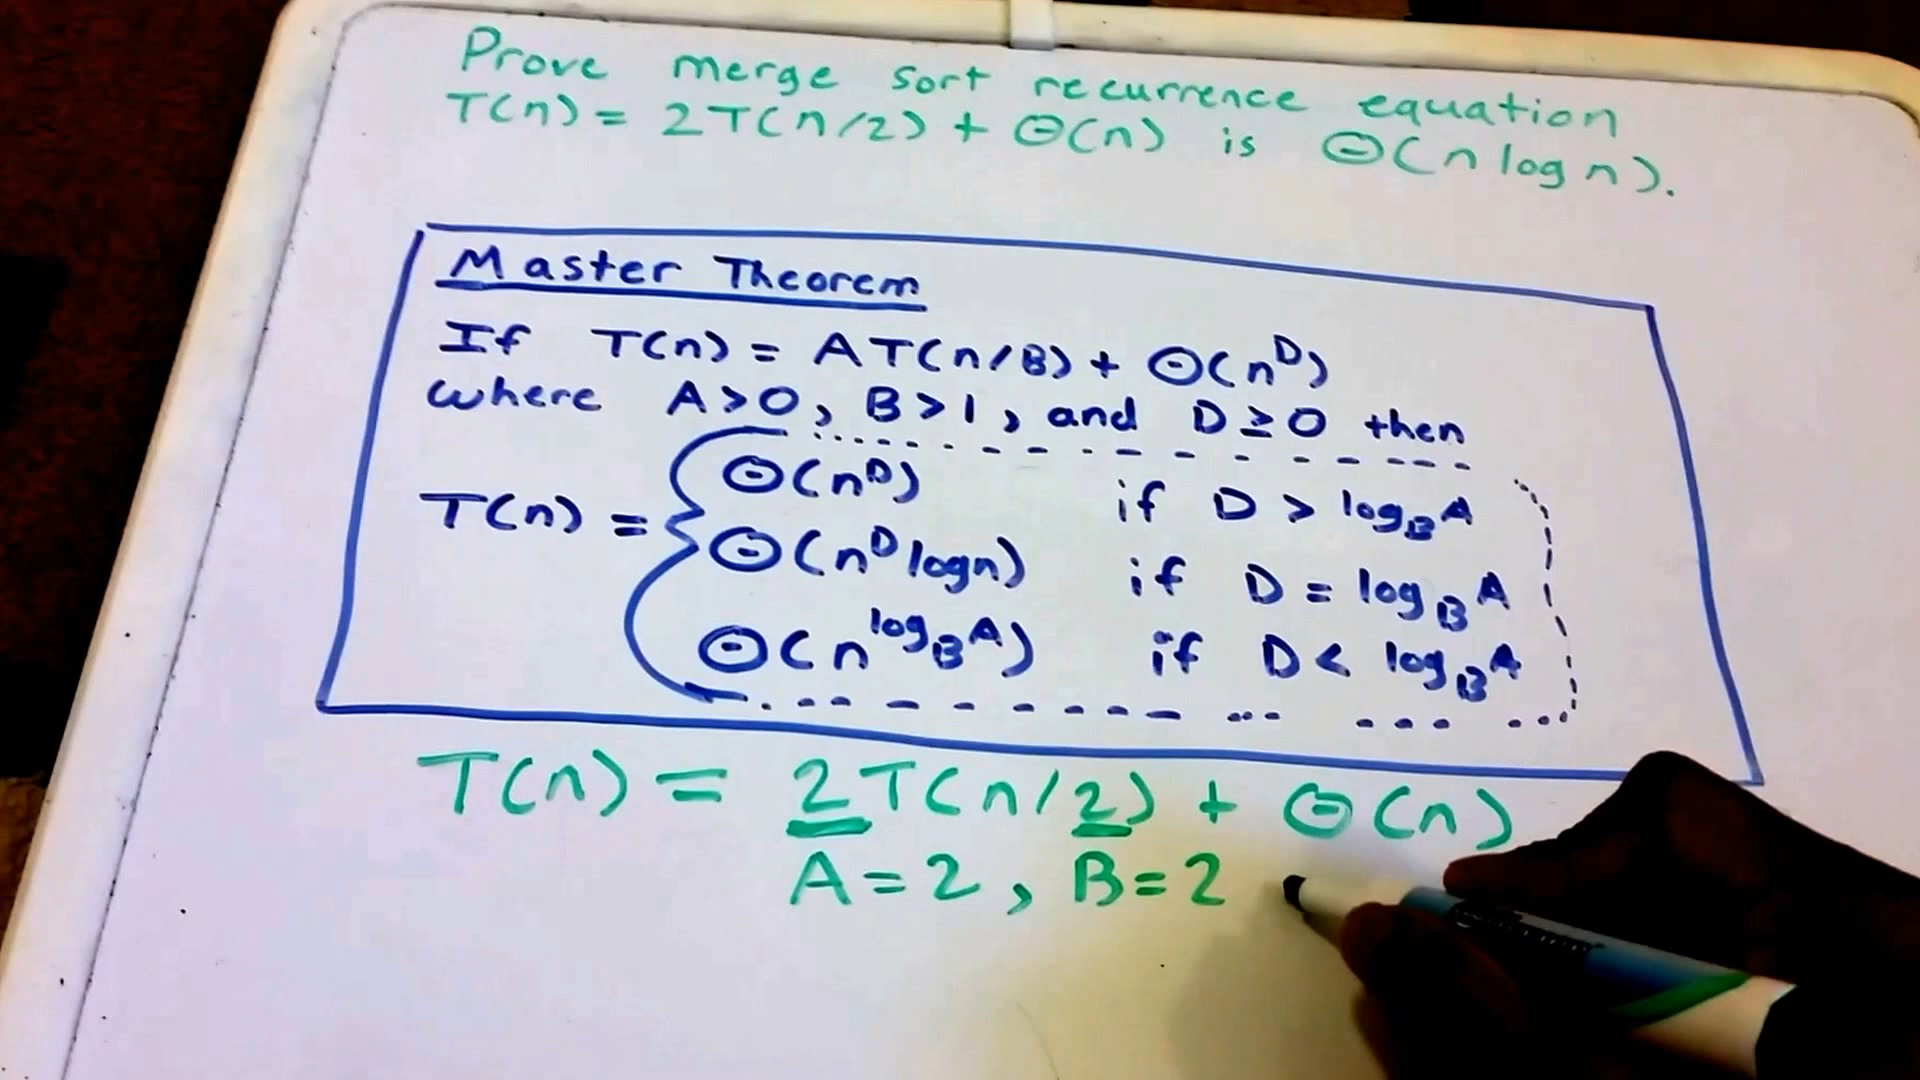 Prove merge sort recurrence equation
T(n) = 2T(n/2) + Θ(n) is Θ(n log n).
Master Theorem
If T(n) = AT(n/B) + Θ(n^D)
where A>0, B>1, and D≥0 then
Θ(n^D) if D > log_B A
T(n) = Θ(n^D log n) if D = log_B A
Θ(n^log_B A) if D < log_B A
T(n) = 2T(n/2) + Θ(n)
A=2, B=2